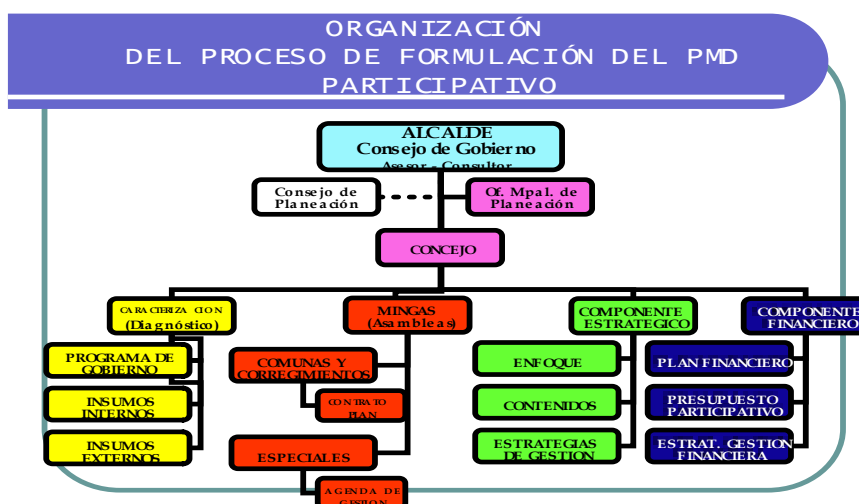 ORGANIZACIÓN
DEL PROCESO DE FORMULACIÓN DEL PMD
PARTICIPATIVO
ALCALDE
Consejo de Gobierno
Asesor - Consultor
Consejo de
Planeación
Of. Mpal. de
Planeación
CONCEJO
CARACTERIZACION
(Diagnóstico)
PROGRAMA DE
GOBIERNO
INSUMOS
INTERNOS
INSUMOS
EXTERNOS
MINGAS
(Asambleas)
COMUNAS Y
CORREGIMIENTOS
CONTRATO
PLAN
ESPECIALES
AGENDA DE
GESTION
COMPONENTE
ESTRATEGICO
ENFOQUE
CONTENIDOS
ESTRATEGIAS
DE GESTION
COMPONENTE
FINANCIERO
PLAN FINANCIERO
PRESUPUESTO
PARTICIPATIVO
ESTRAT. GESTION
FINANCIERA